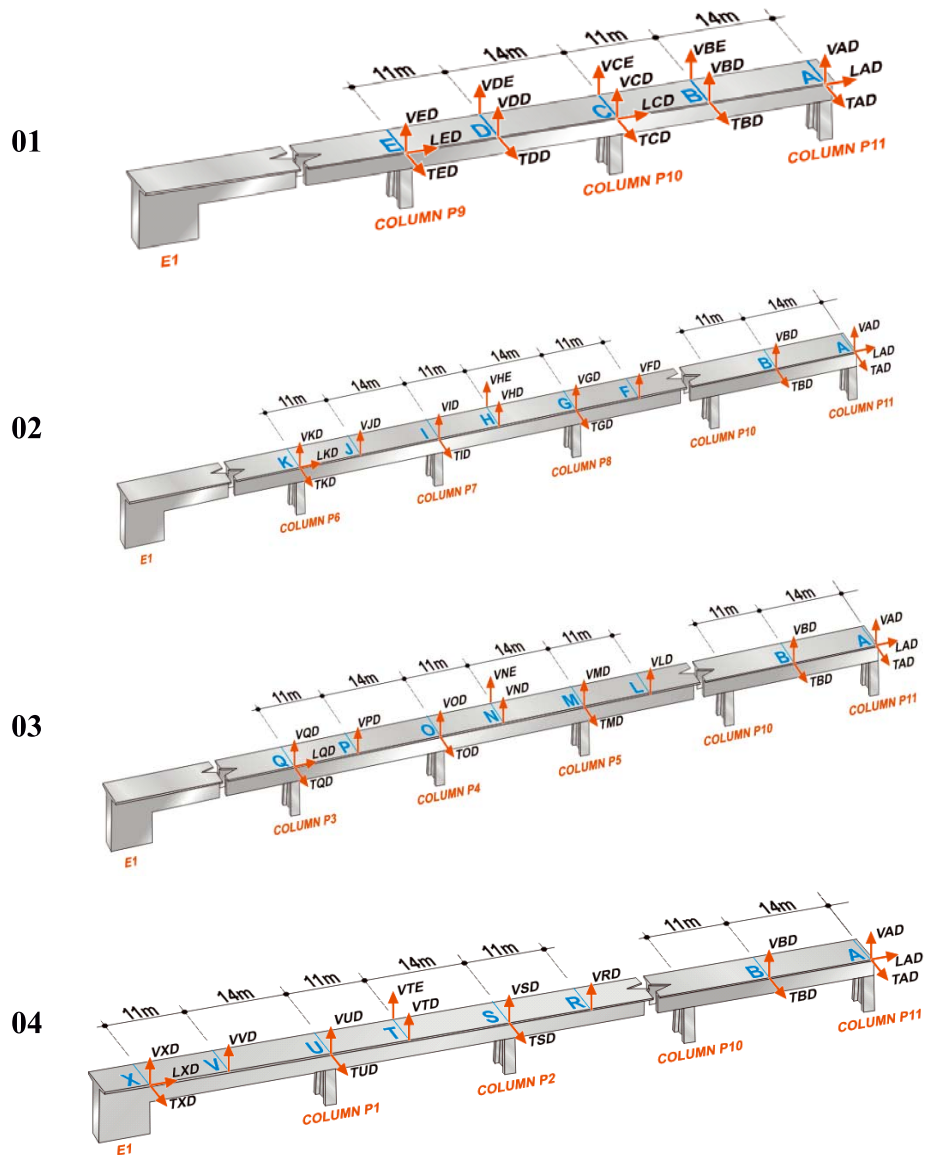 01
11m 14m 11m 14m
VED VDE VDD VCE VCD VBE VBD VAD
E LED D C LCD B A LAD
TED TDD TCD TBD TAD
COLUMN P9 COLUMN P10 COLUMN P11
E1
02
11m 14m 11m 14m 11m 11m 14m
VKD VJD VID VHE VHD VGD VFD VBD VAD
K LKD J I H G F B A LAD
TKD TID TGD TBD TAD
COLUMN P6 COLUMN P7 COLUMN P8 COLUMN P10 COLUMN P11
E1
03
11m 14m 11m 14m 11m 11m 14m
VQD VPD VOD VNE VND VMD VLD VBD VAD
Q LQD P O N M L B A LAD
TQD TOD TMD TBD TAD
COLUMN P3 COLUMN P4 COLUMN P5 COLUMN P10 COLUMN P11
E1
04
11m 14m 11m 14m 11m 11m 14m
VXD VVD VUD VTE VTD VSD VRD VBD VAD
X LXD V U T S R B A LAD
TXD TUD TSD TBD TAD
E1 COLUMN P1 COLUMN P2 COLUMN P10 COLUMN P11